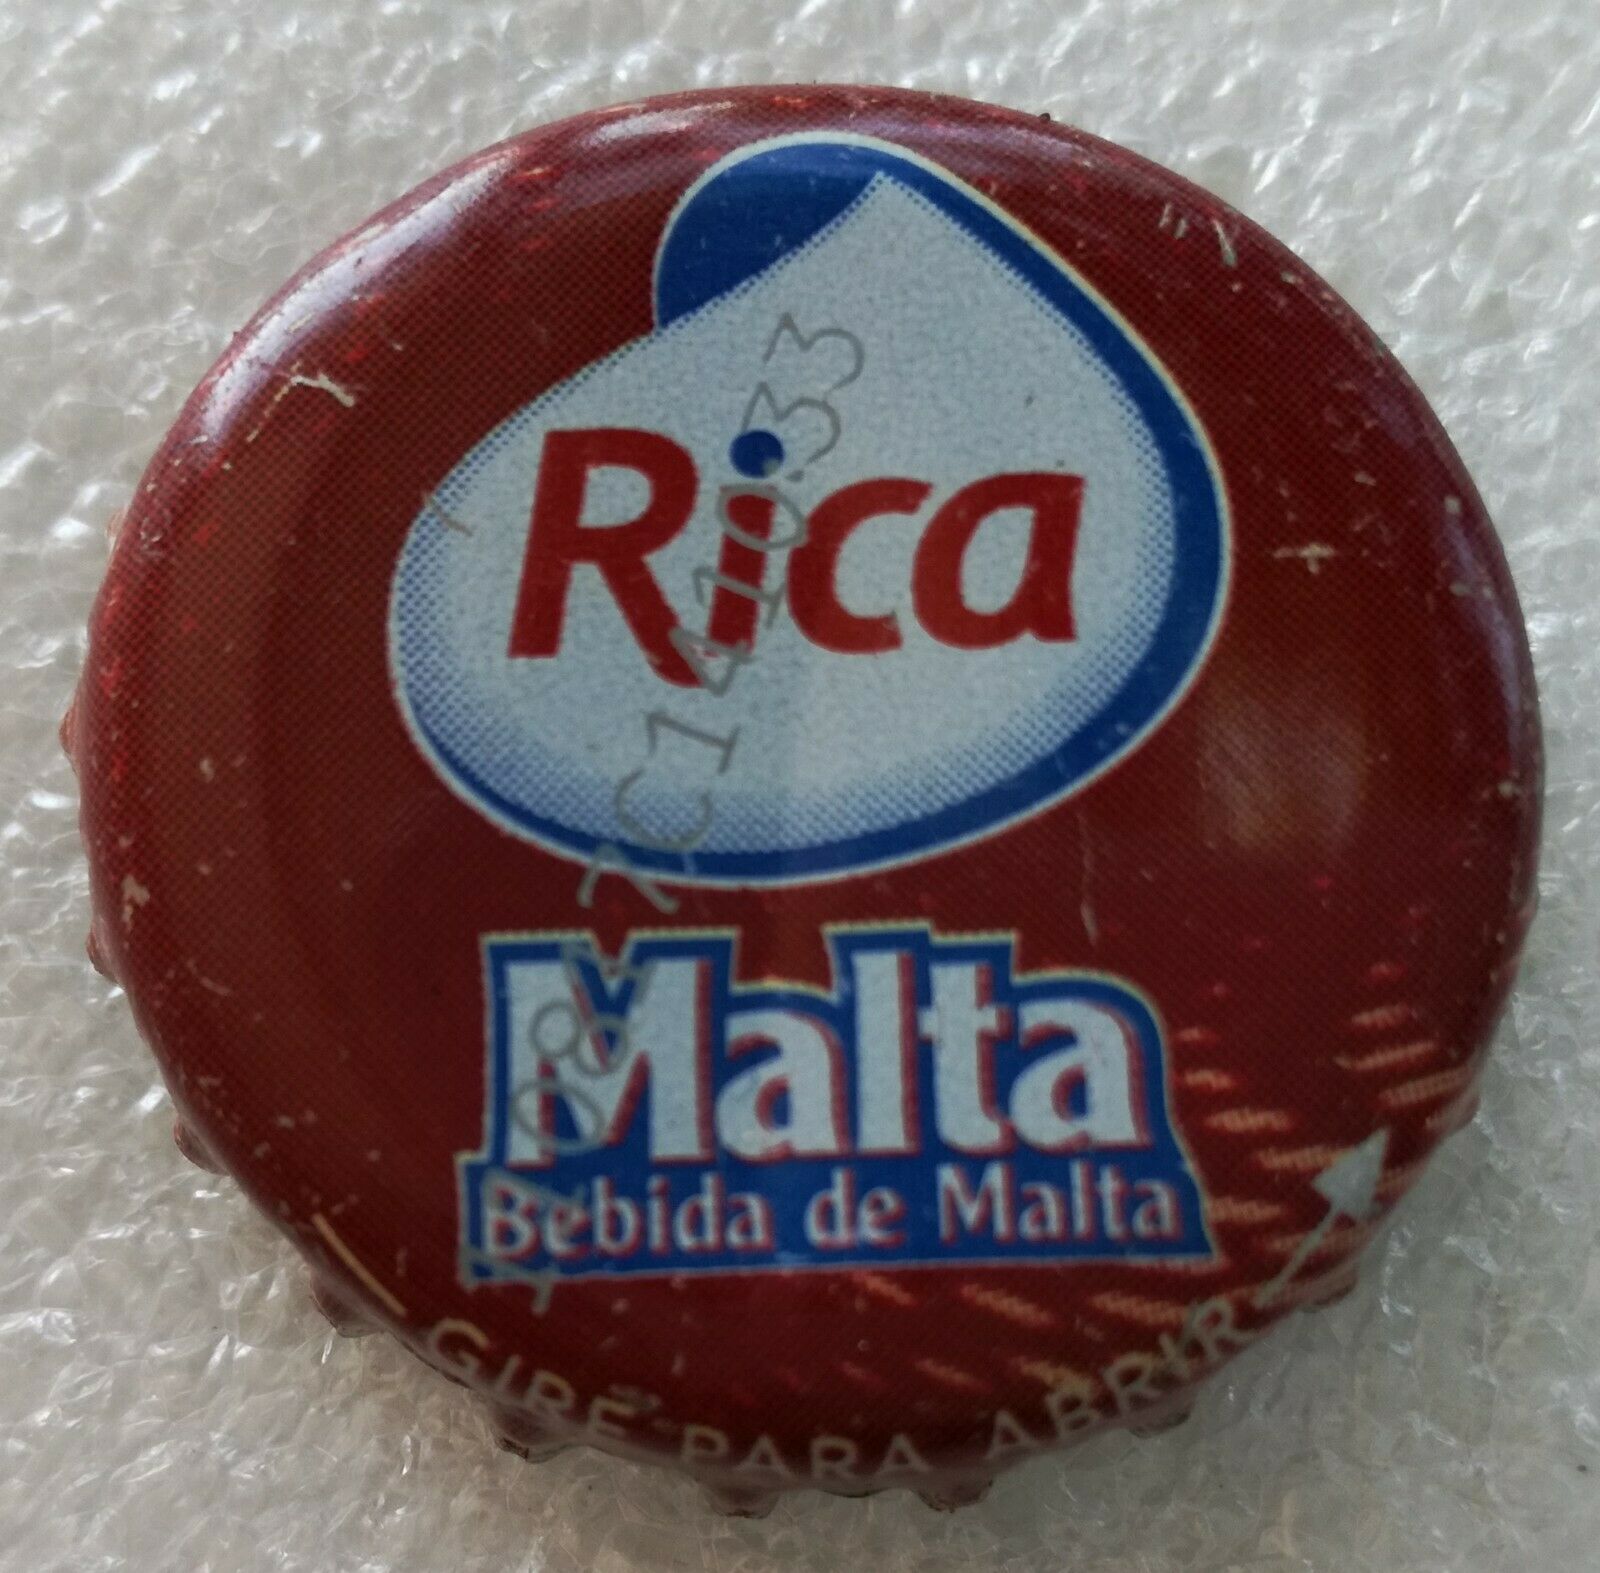 Rica
Malta
Bebida de Malta
GIRE PARA ABRIR